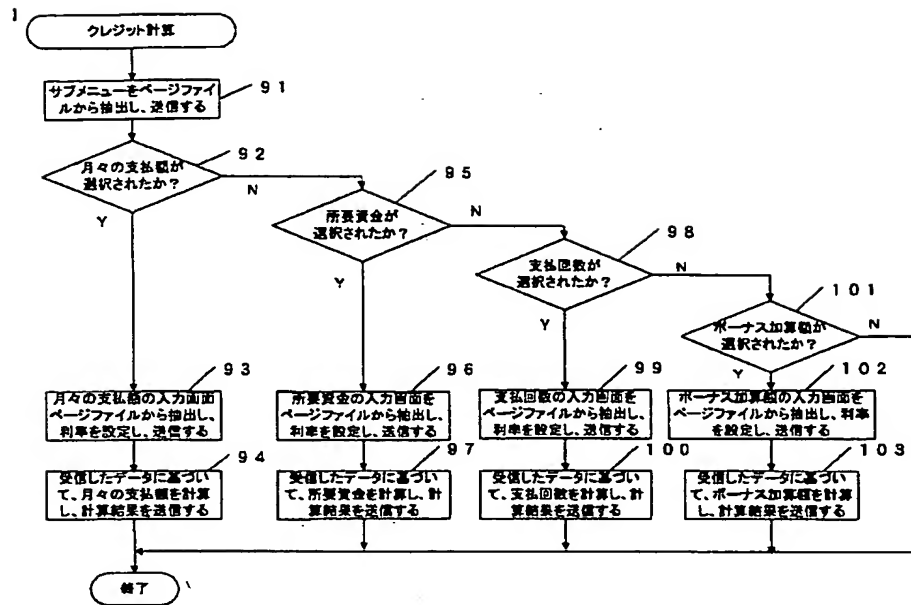 クレジット計算
サブメニューをページファイ
ルから抽出し、送信する
91
月々の支払額が
選択されたか？
92
N
Y
所要資金が
選択されたか？
95
N
Y
支払回数が
選択されたか？
98
N
Y
ボーナス加算額が
選択されたか？
101
N
Y
93
月々の支払額の入力画面
ページファイルから抽出し、
利率を設定し、送信する
96
所要資金の入力画面を
ページファイルから抽出し、
利率を設定し、送信する
99
支払回数の入力画面を
ページファイルから抽出し、
利率を設定し、送信する
102
ボーナス加算額の入力画面を
ページファイルから抽出し、利率
を設定し、送信する
94
受信したデータに基づい
て、月々の支払額を計算
し、計算結果を送信する
97
受信したデータに基づい
て、所要資金を計算し、計
算結果を送信する
100
受信したデータに基づい
て、支払回数を計算し、計
算結果を送信する
103
受信したデータに基づい
て、ボーナス加算額を計算
し、計算結果を送信する
終了